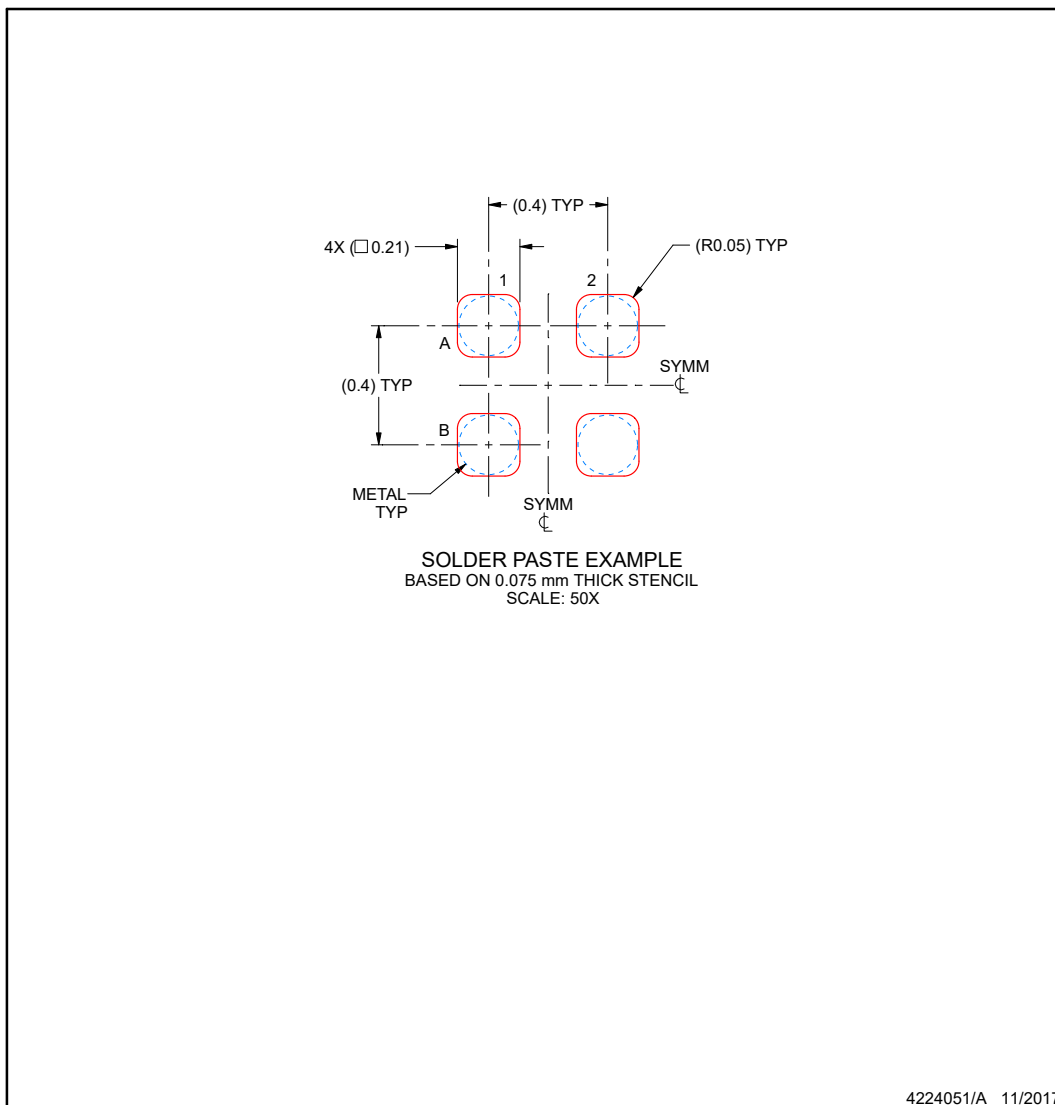 (0.4) TYP
4X (□ 0.21)
(R0.05) TYP
1
2
A
SYMM
℄
(0.4) TYP
B
METAL
TYP
SYMM
℄
SOLDER PASTE EXAMPLE
BASED ON 0.075 mm THICK STENCIL
SCALE: 50X
4224051/A 11/2017